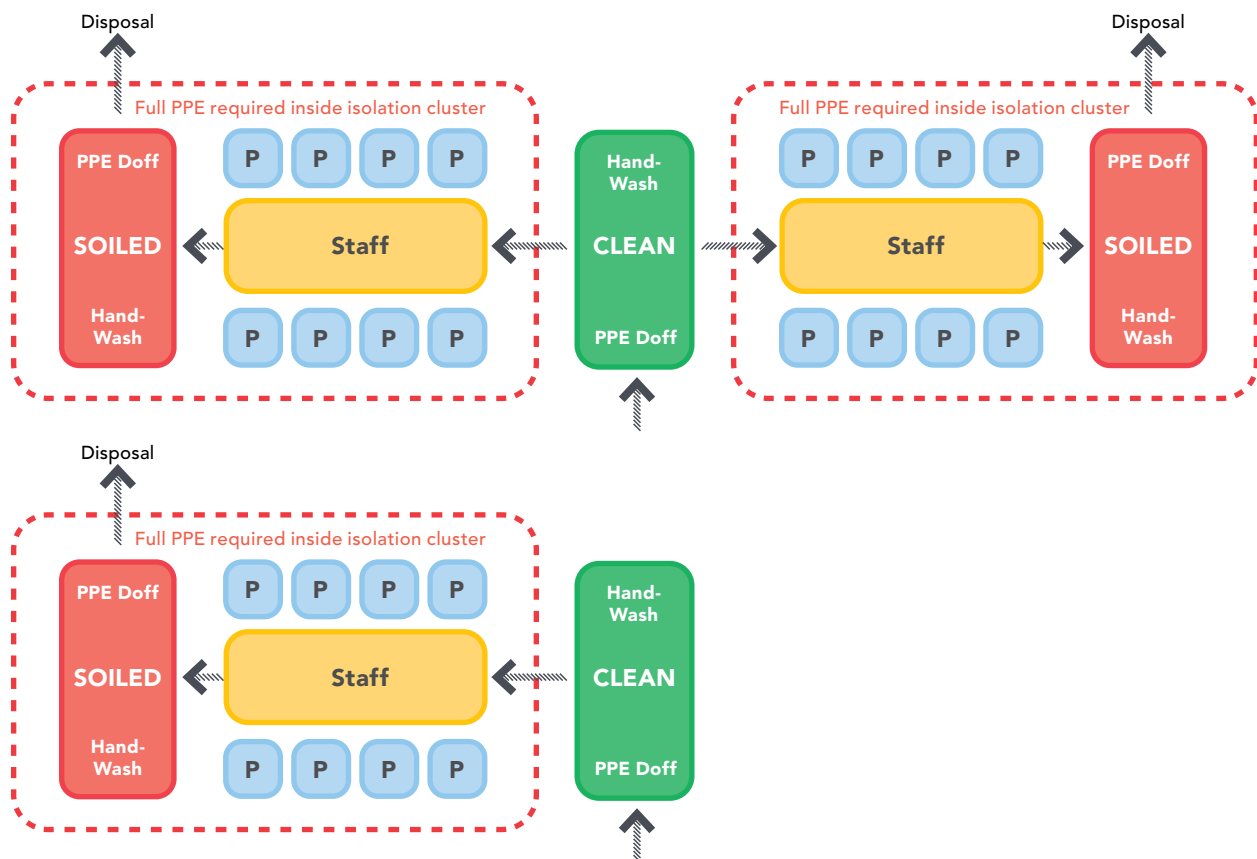 Disposal
Disposal
Full PPE required inside isolation cluster
Full PPE required inside isolation cluster
PPE Doff
SOILED
Hand-
Wash
P P P P
Staff
P P P P
Hand-
Wash
CLEAN
PPE Doff
P P P P
Staff
P P P P
PPE Doff
SOILED
Hand-
Wash
Disposal
Full PPE required inside isolation cluster
PPE Doff
SOILED
Hand-
Wash
P P P P
Staff
P P P P
Hand-
Wash
CLEAN
PPE Doff